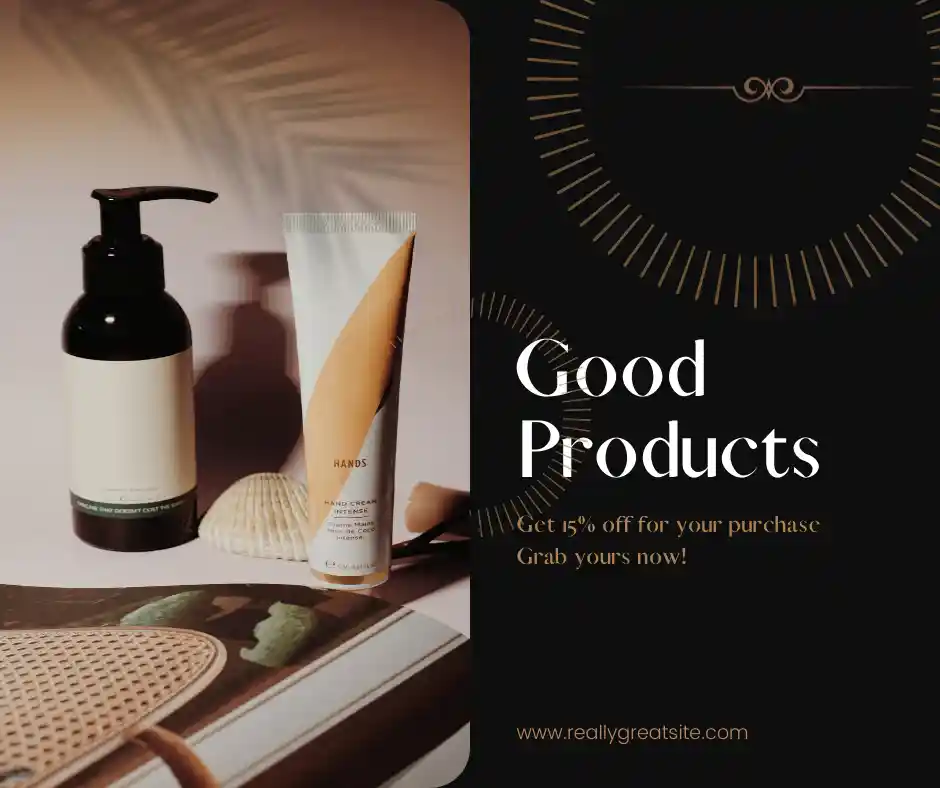 HANDS
HAND CREAM
INTENSE
Good
Products
Get 15% off for your purchase
Grab yours now!
www.reallygreatsite.com